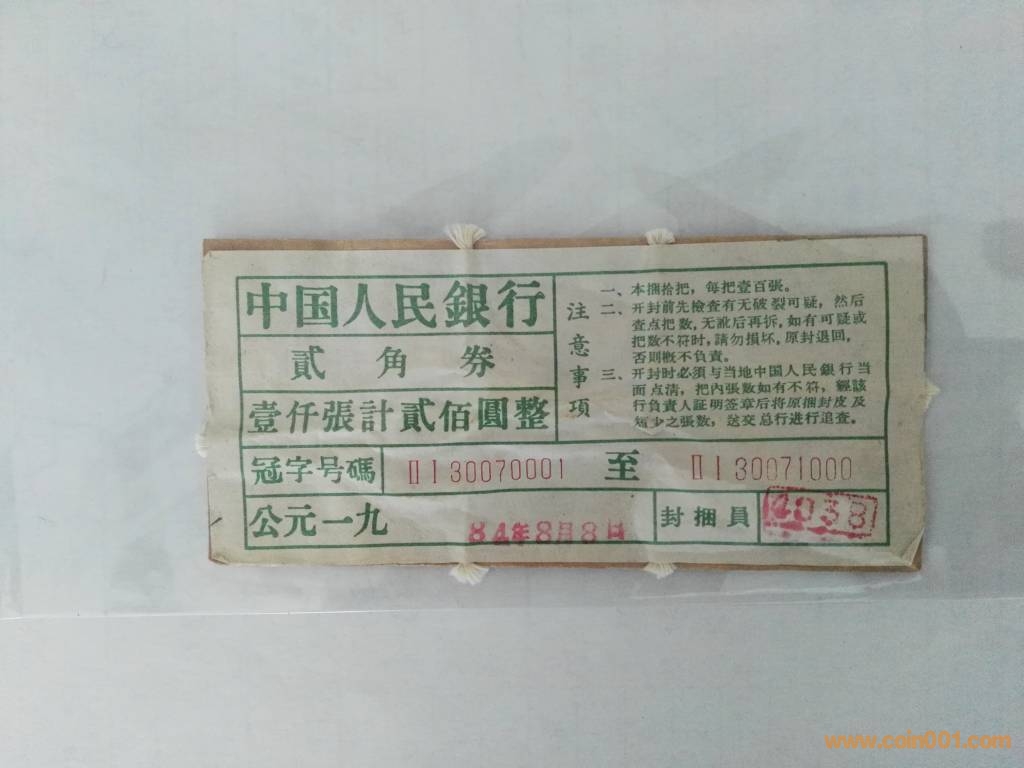 中国人民銀行
貳角券
壹仟張計貳佰圓整
注意事項
一、本捆拾把，每把壹百張。
二、开封前先檢查有无破裂可疑，然后
查点把数，无訛后再拆，如有可疑或
把数不符时，請勿損坏，原封退回，
否則概不負責。
三、开封时必須与当地中国人民銀行当
面点清，把內張数如有不符，經該
行負責人証明签章后将原捆封皮及
短少之張数，送交总行进行追查。
冠字号碼 ⅡⅠ30070001 至 ⅡⅠ30071000
公元一九 84年8月8日 封捆員 4038
www.coin001.com